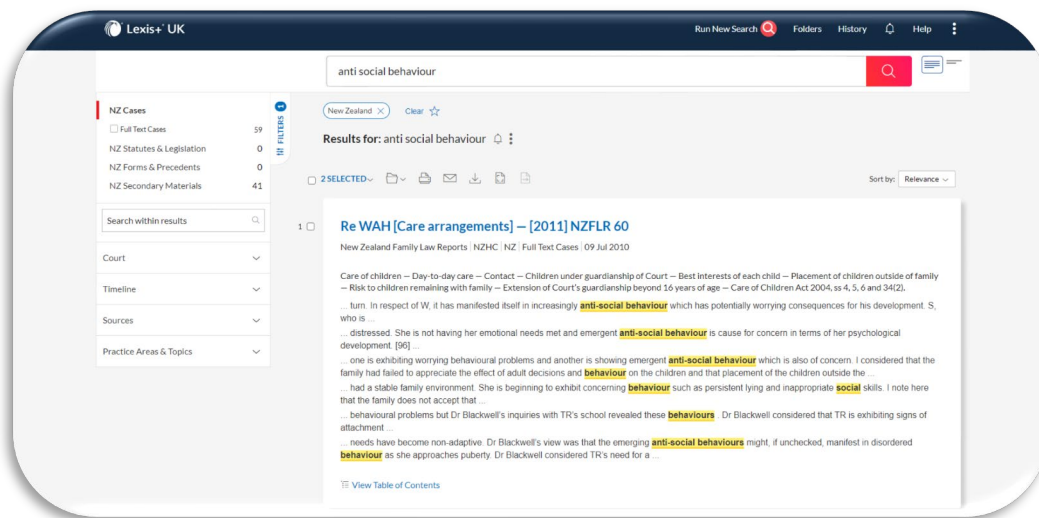 Lexis+ UK
Run New Search Folders History Help
anti social behaviour
NZ Cases
Full Text Cases 59
NZ Statutes & Legislation 0
NZ Forms & Precedents 0
NZ Secondary Materials 41
Search within results
Court
Timeline
Sources
Practice Areas & Topics
FILTERS 1
New Zealand Clear
Results for: anti social behaviour
2 SELECTED
Sort by: Relevance
1
Re WAH [Care arrangements] – [2011] NZFLR 60
New Zealand Family Law Reports | NZHC | NZ | Full Text Cases | 09 Jul 2010
Care of children — Day-to-day care — Contact — Children under guardianship of Court — Best interests of each child — Placement of children outside of family
— Risk to children remaining with family — Extension of Court's guardianship beyond 16 years of age — Care of Children Act 2004, ss 4, 5, 6 and 34(2).
... turn. In respect of W, it has manifested itself in increasingly anti-social behaviour which has potentially worrying consequences for his development. S,
who is ...
... distressed. She is not having her emotional needs met and emergent anti-social behaviour is cause for concern in terms of her psychological
development. [96] ...
... one is exhibiting worrying behavioural problems and another is showing emergent anti-social behaviour which is also of concern. I considered that the
family had failed to appreciate the effect of adult decisions and behaviour on the children and that placement of the children outside the ...
... had a stable family environment. She is beginning to exhibit concerning behaviour such as persistent lying and inappropriate social skills. I note here
that the family does not accept that ...
... behavioural problems but Dr Blackwell's inquiries with TR's school revealed these behaviours . Dr Blackwell considered that TR is exhibiting signs of
attachment ...
... needs have become non-adaptive. Dr Blackwell's view was that the emerging anti-social behaviours might, if unchecked, manifest in disordered
behaviour as she approaches puberty. Dr Blackwell considered TR's need for a ...
View Table of Contents